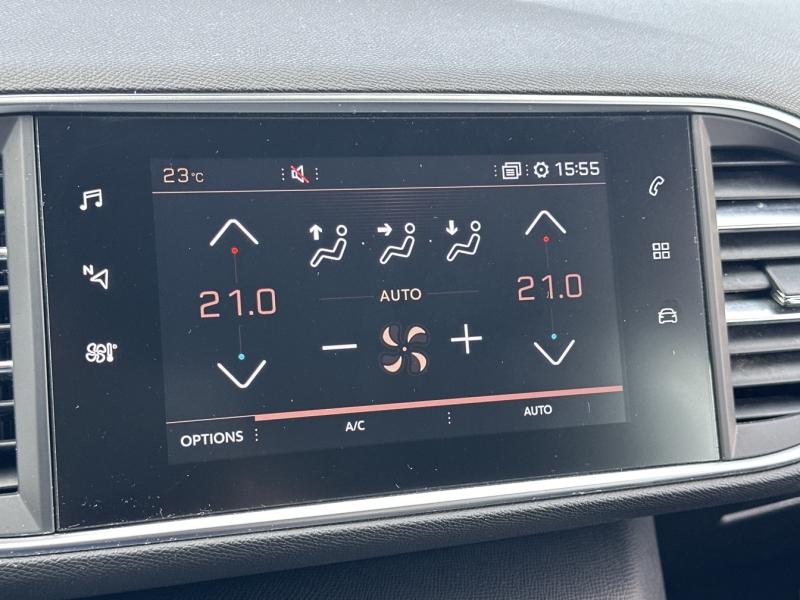 23°C
15:55
N
21.0
21.0
AUTO
OPTIONS
A/C
AUTO